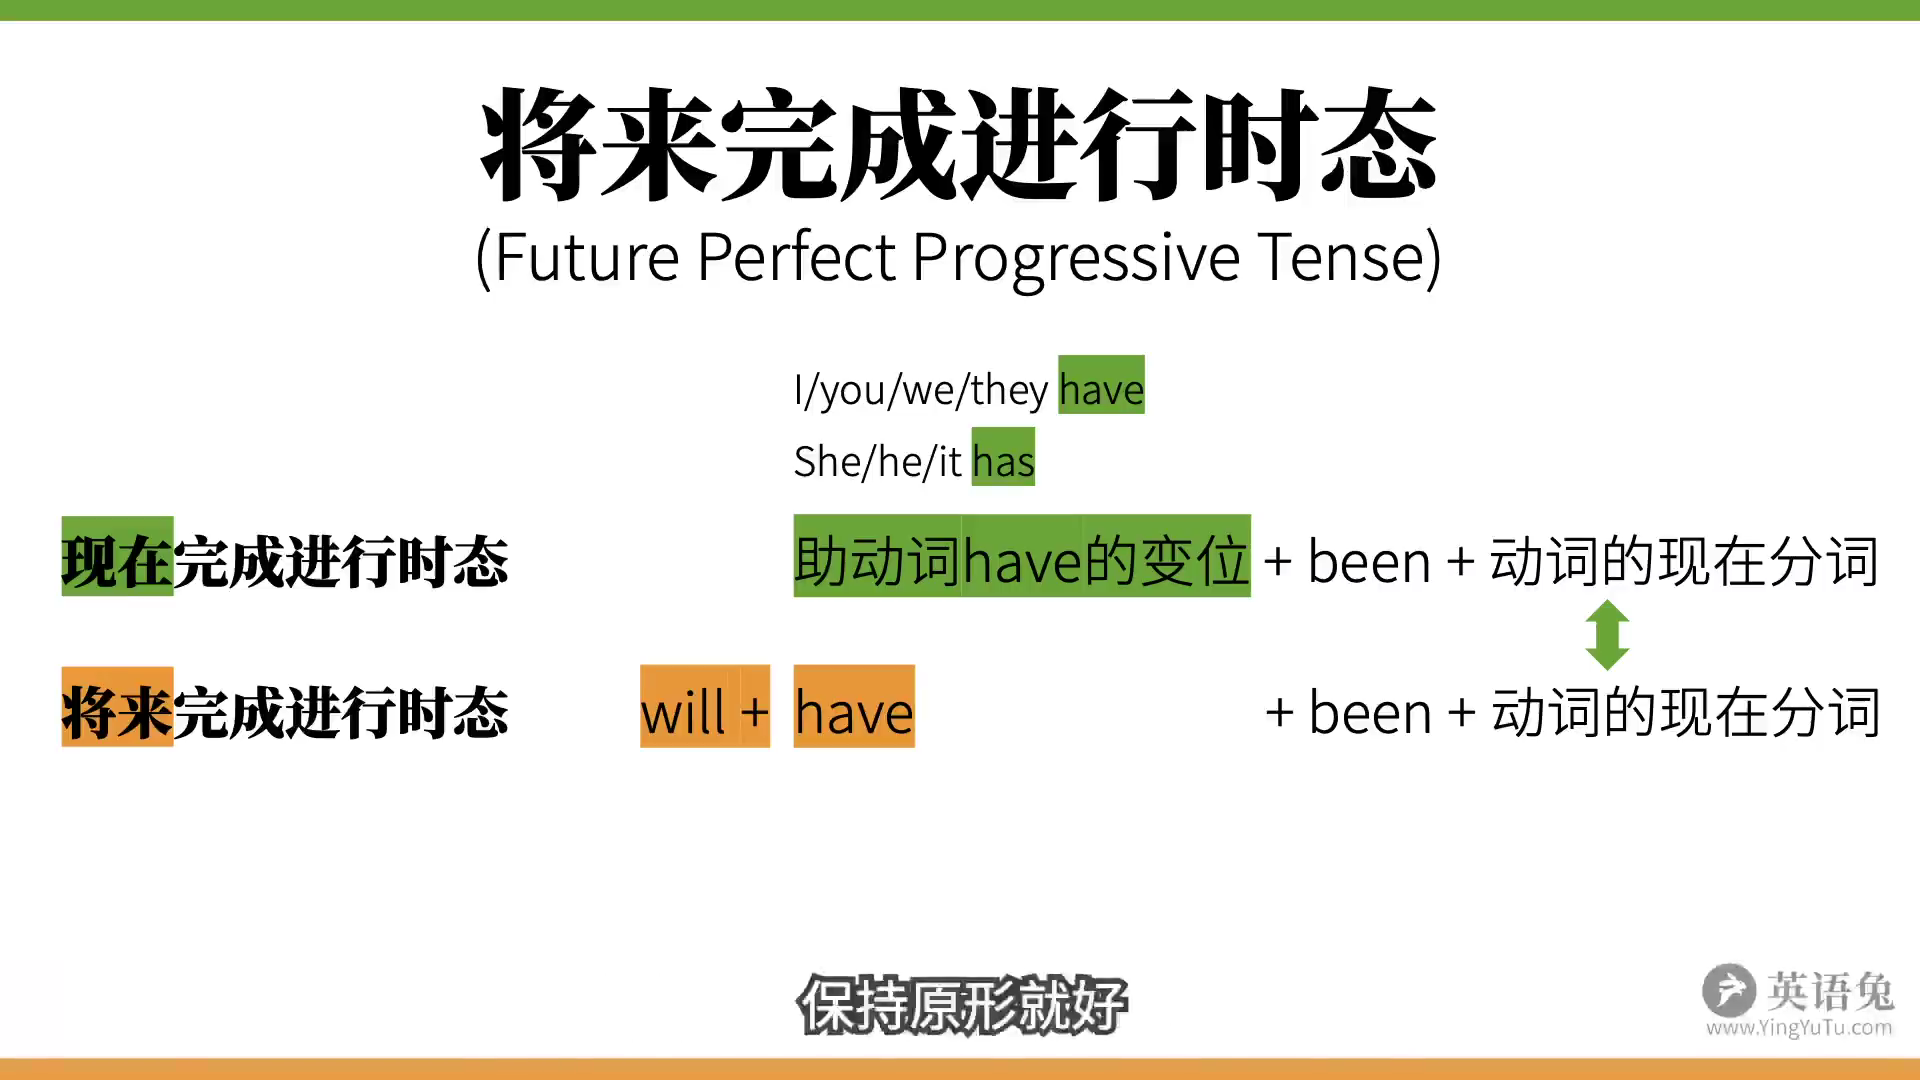 将来完成进行时态
(Future Perfect Progressive Tense)
I/you/we/they have
She/he/it has
现在完成进行时态 助动词have的变位 + been + 动词的现在分词
将来完成进行时态 will + have + been + 动词的现在分词
保持原形就好
英语兔
www.YingYuTu.com